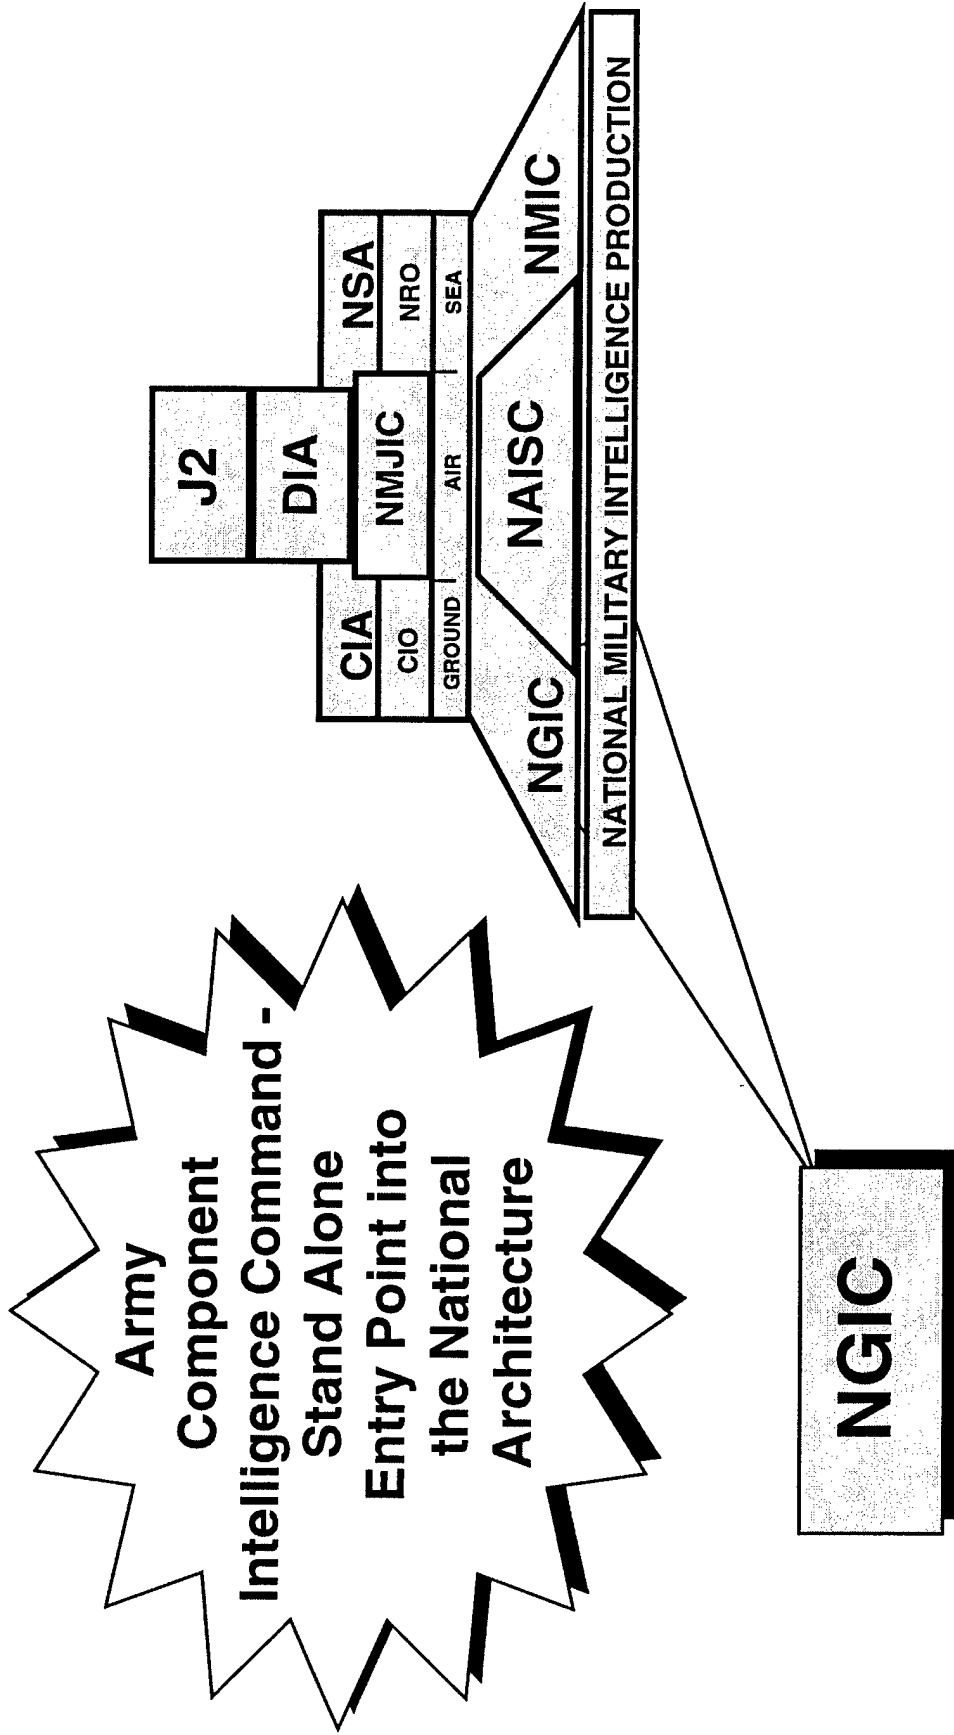 Army
Component
Intelligence Command -
Stand Alone
Entry Point into
the National
Architecture
J2
DIA
CIA
NSA
NMJIC
CIO
NRO
GROUND
AIR
SEA
NGIC
NAISC
NMIC
NATIONAL MILITARY INTELLIGENCE PRODUCTION
NGIC